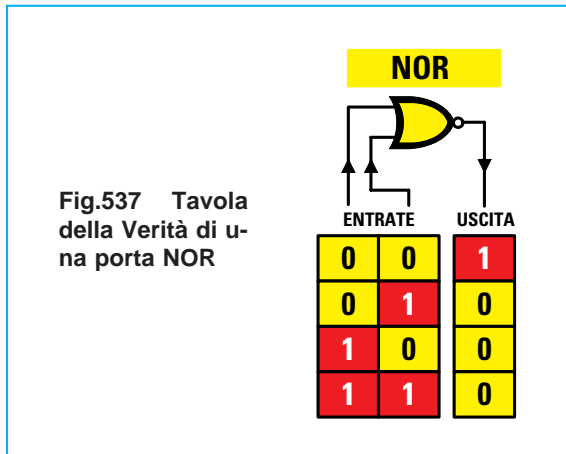 NOR
Fig.537 Tavola
della Verità di u-
na porta NOR
ENTRATE USCITA
0 0 1
0 1 0
1 0 0
1 1 0